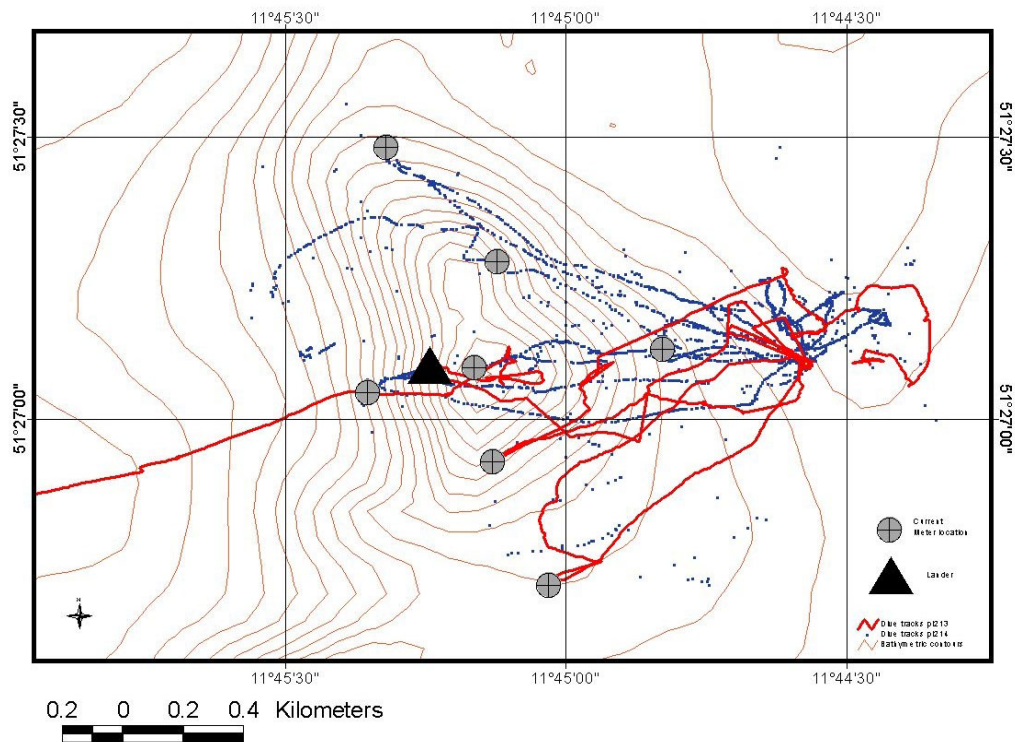 11°45'30" 11°45'00" 11°44'30"
51°27'30" 51°27'30"
51°27'00" 51°27'00"
Current
Meter location
Lander
N
Dive tracks pl213
Dive tracks pl214
Bathymetric contours
11°45'30" 11°45'00" 11°44'30"
0.2 0 0.2 0.4 Kilometers